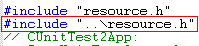 #include "resource.h"
#include "..\resource.h"
// CUnitTest2App: